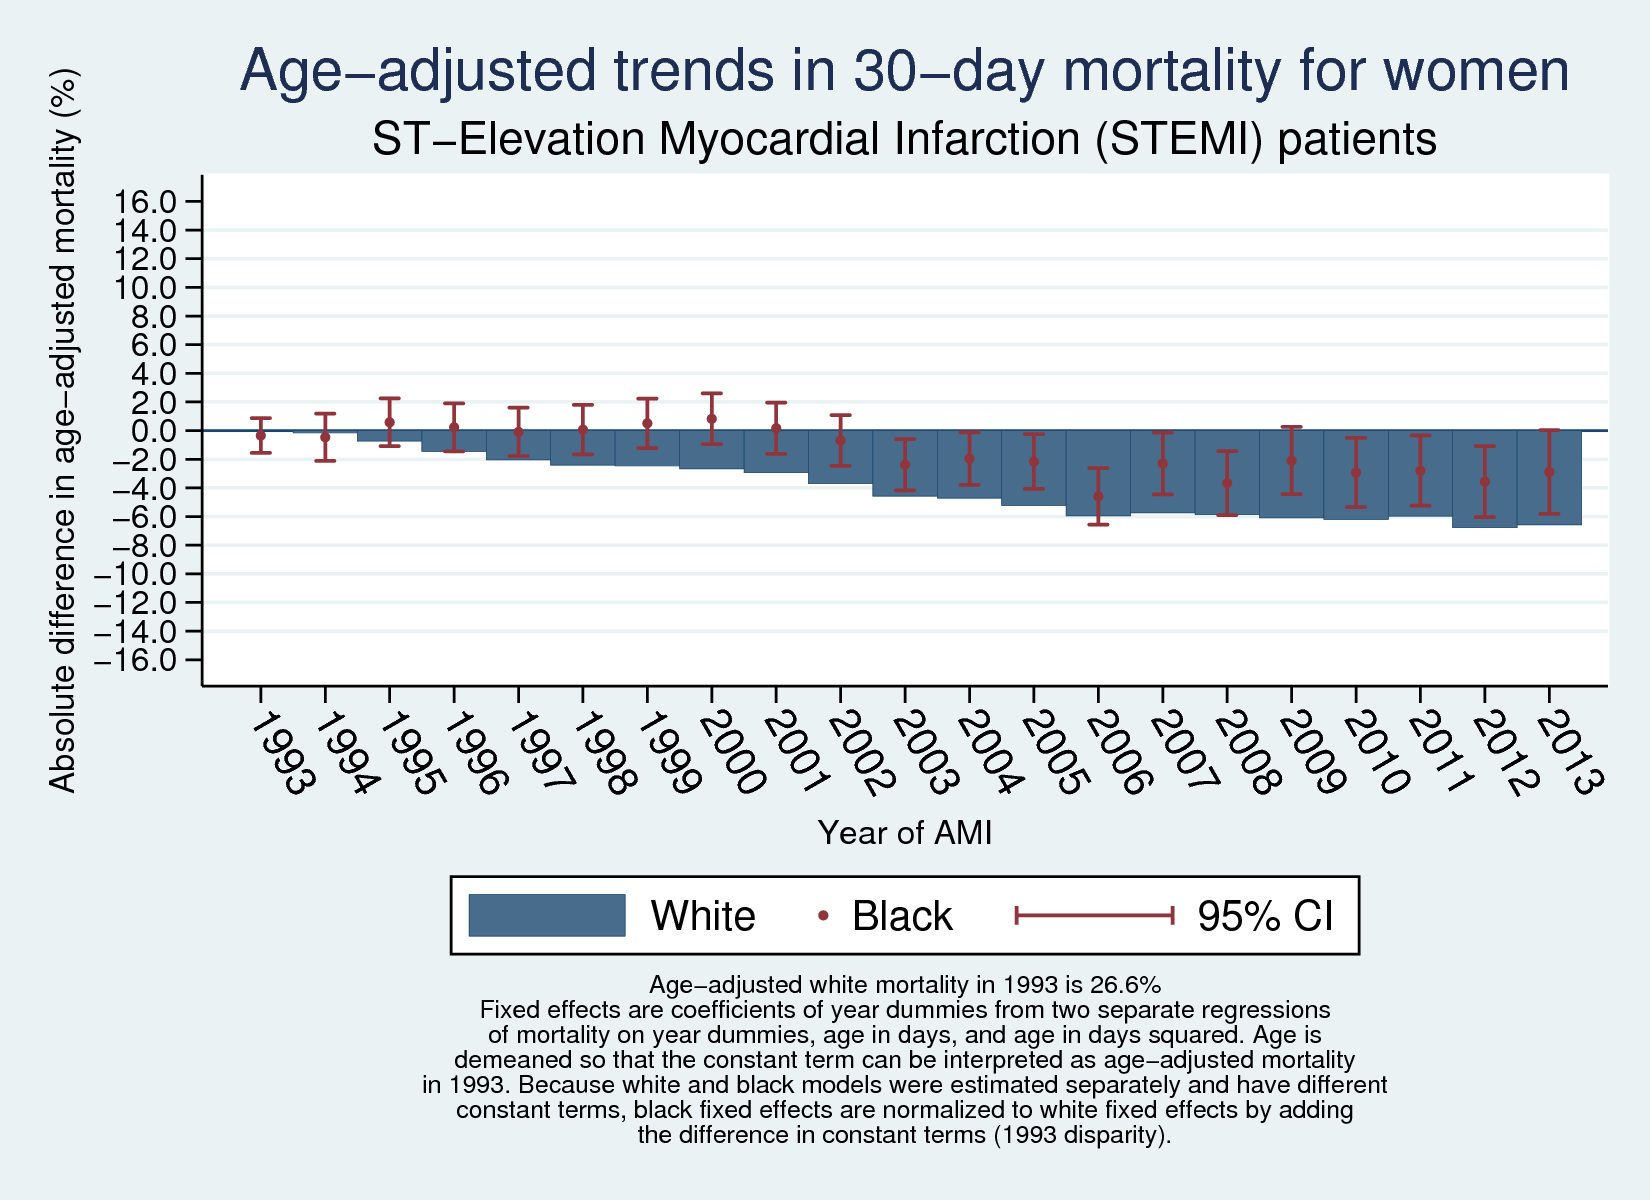 Age−adjusted trends in 30−day mortality for women
ST−Elevation Myocardial Infarction (STEMI) patients
Absolute difference in age−adjusted mortality (%)
16.0
14.0
12.0
10.0
8.0
6.0
4.0
2.0
0.0
−2.0
−4.0
−6.0
−8.0
−10.0
−12.0
−14.0
−16.0
1993 1994 1995 1996 1997 1998 1999 2000 2001 2002 2003 2004 2005 2006 2007 2008 2009 2010 2011 2012 2013
Year of AMI
White Black 95% CI
Age−adjusted white mortality in 1993 is 26.6%
Fixed effects are coefficients of year dummies from two separate regressions
of mortality on year dummies, age in days, and age in days squared. Age is
demeaned so that the constant term can be interpreted as age−adjusted mortality
in 1993. Because white and black models were estimated separately and have different
constant terms, black fixed effects are normalized to white fixed effects by adding
the difference in constant terms (1993 disparity).